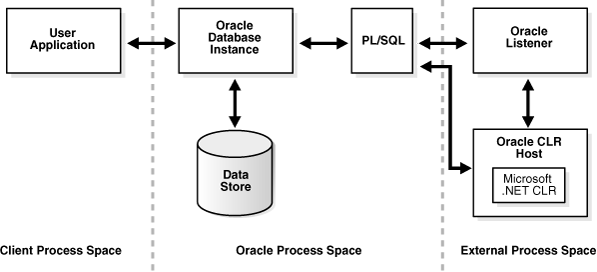 User
Application
Oracle
Database
Instance
PL/SQL
Oracle
Listener
Data
Store
Oracle CLR
Host
Microsoft
.NET CLR
Client Process Space
Oracle Process Space
External Process Space